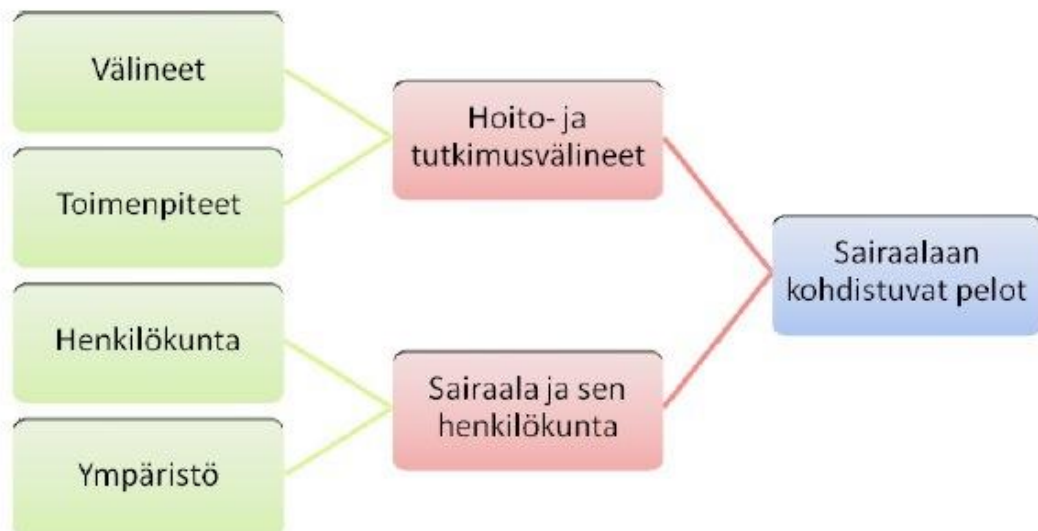 Välineet
Toimenpiteet
Henkilökunta
Ympäristö
Hoito- ja
tutkimusvälineet
Sairaala ja sen
henkilökunta
Sairaalaan
kohdistuvat pelot